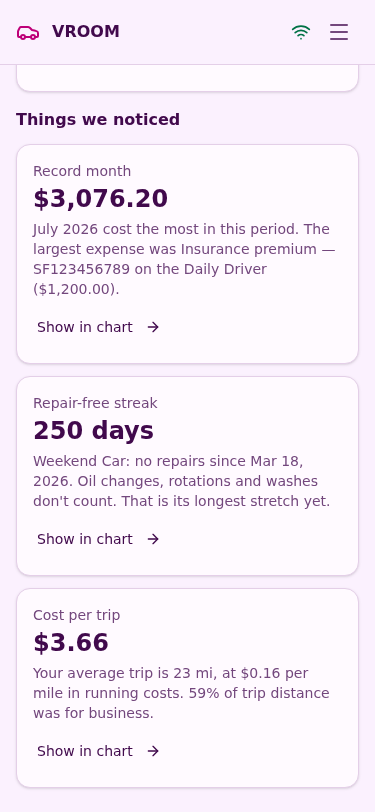 VROOM
Things we noticed
Record month
$3,076.20
July 2026 cost the most in this period. The
largest expense was Insurance premium —
SF123456789 on the Daily Driver
($1,200.00).
Show in chart
Repair-free streak
250 days
Weekend Car: no repairs since Mar 18,
2026. Oil changes, rotations and washes
don't count. That is its longest stretch yet.
Show in chart
Cost per trip
$3.66
Your average trip is 23 mi, at $0.16 per
mile in running costs. 59% of trip distance
was for business.
Show in chart